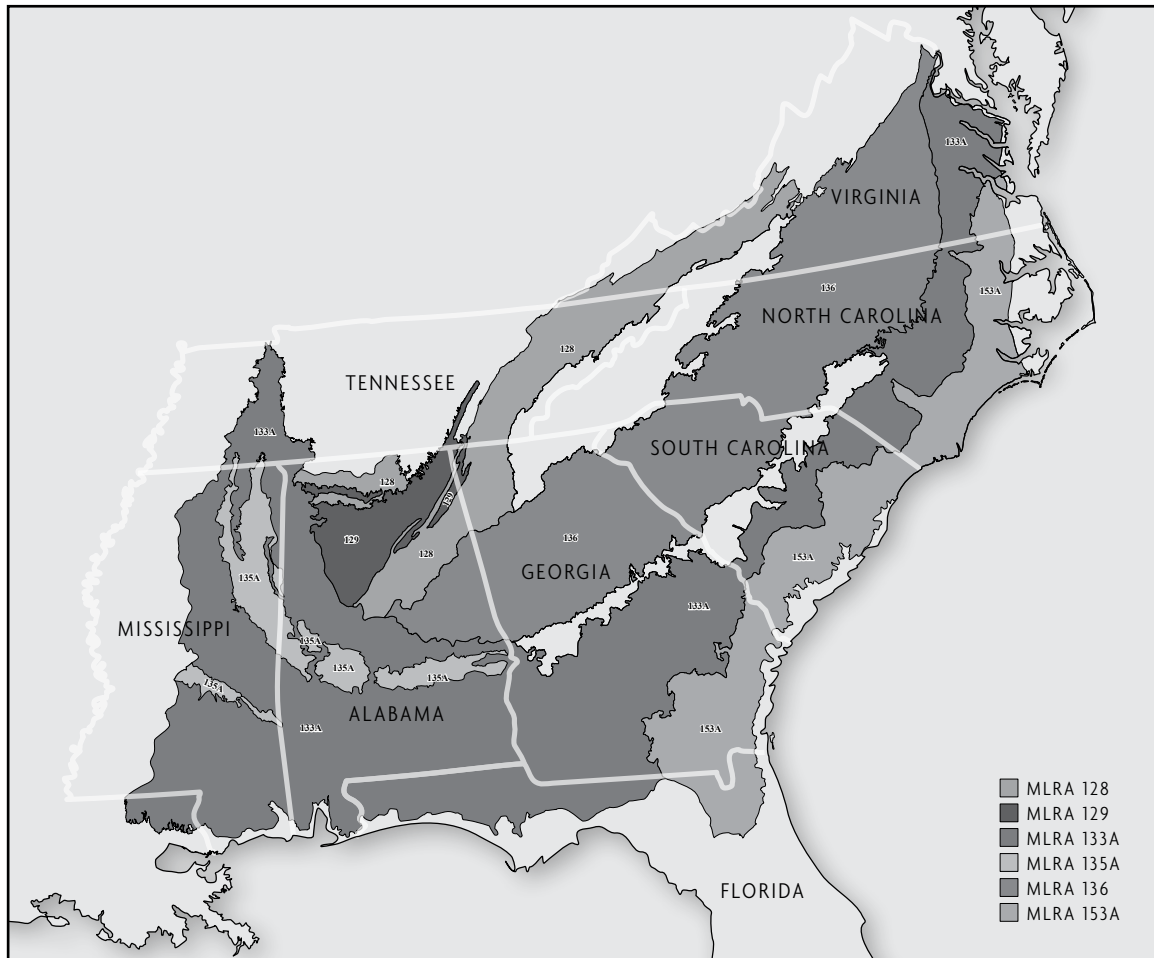 133A
VIRGINIA
136
153A
NORTH CAROLINA
128
TENNESSEE
133A
SOUTH CAROLINA
128
129
129
136
128
153A
GEORGIA
135A
133A
MISSISSIPPI
135A
135A
135A
135A
ALABAMA
133A
153A
FLORIDA
MLRA 128
MLRA 129
MLRA 133A
MLRA 135A
MLRA 136
MLRA 153A